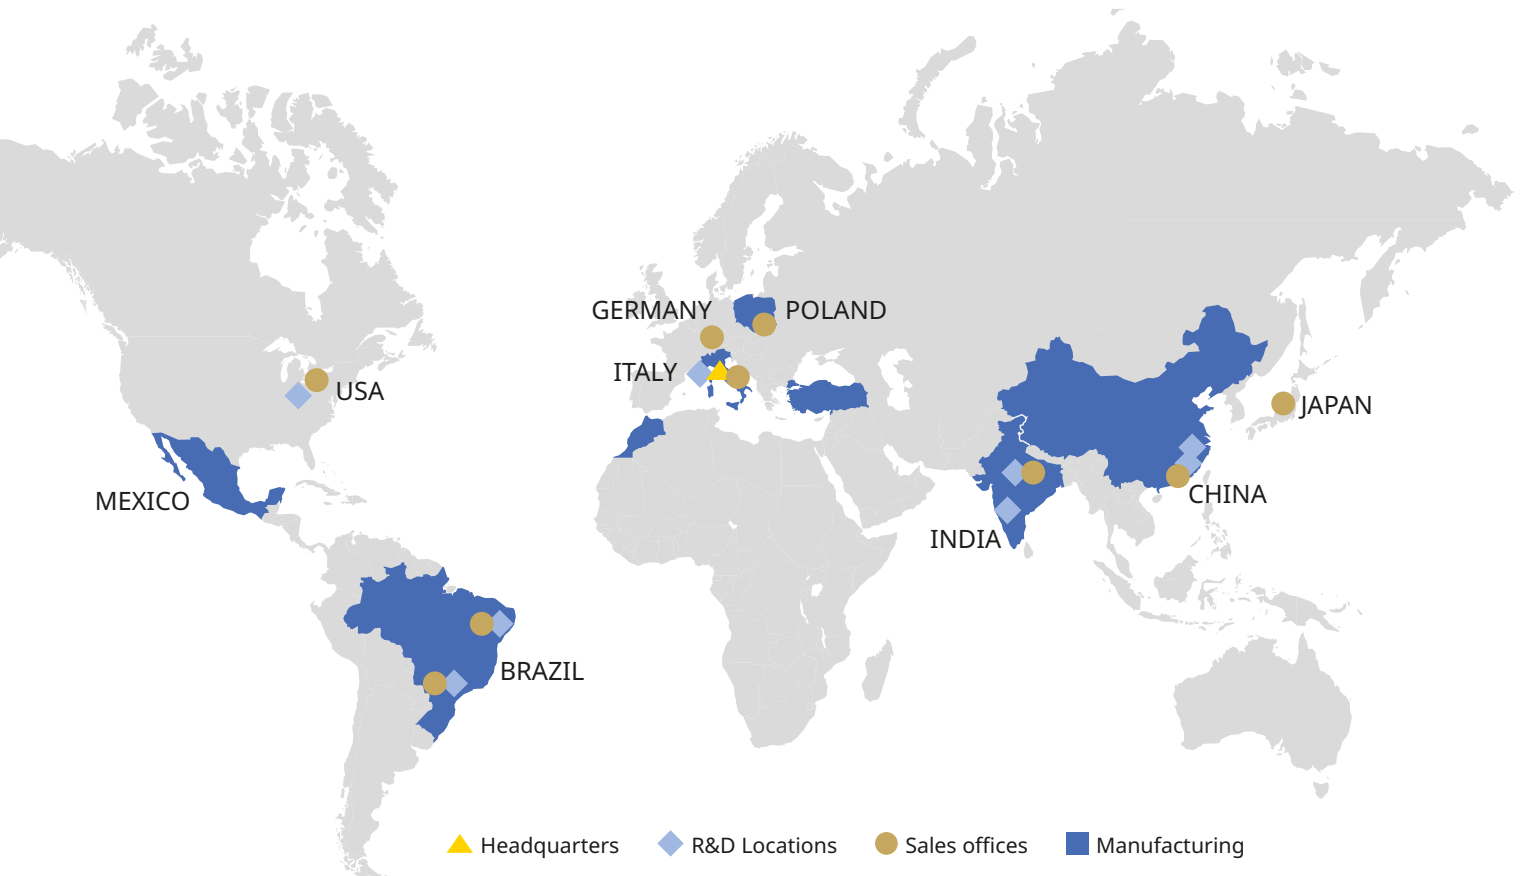 GERMANY
POLAND
ITALY
USA
JAPAN
MEXICO
CHINA
INDIA
BRAZIL
Headquarters
R&D Locations
Sales offices
Manufacturing